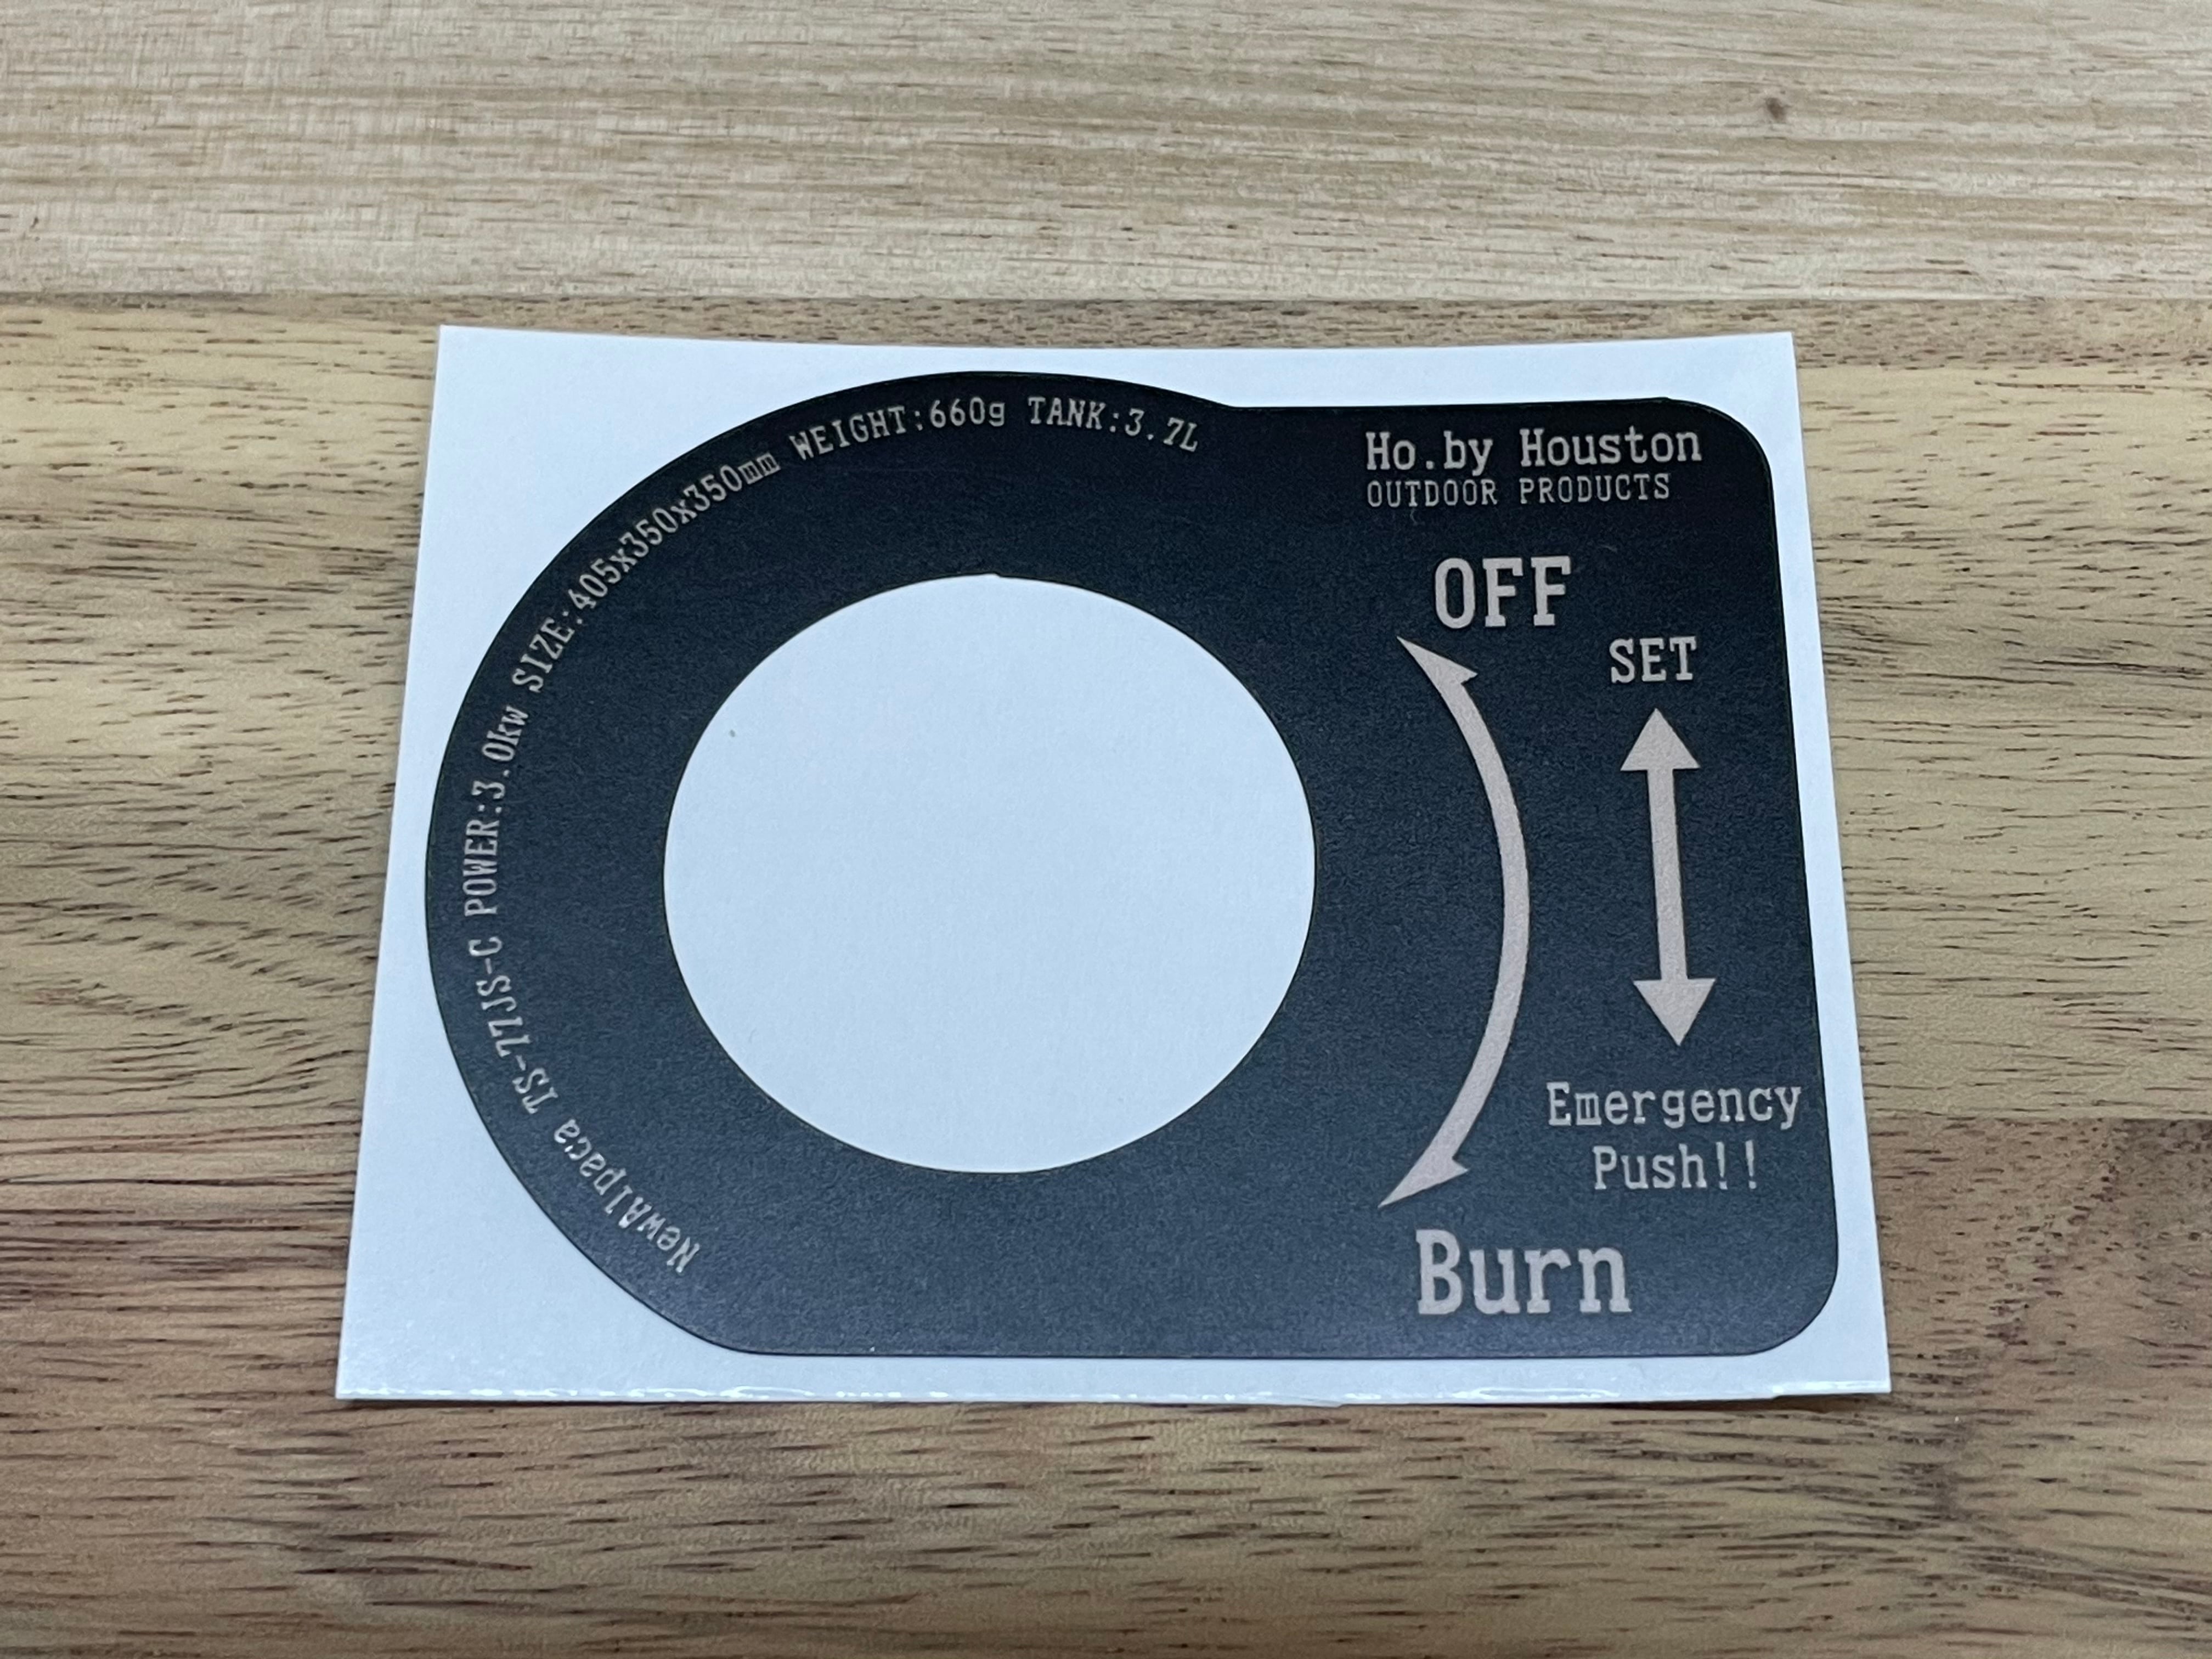 NewAlpaca TS-77JS-C POWER:3.0kw SIZE:405x350x350mm WEIGHT:660g TANK:3.7L
Ho.by Houston
OUTDOOR PRODUCTS
OFF
SET
Emergency
Push!!
Burn